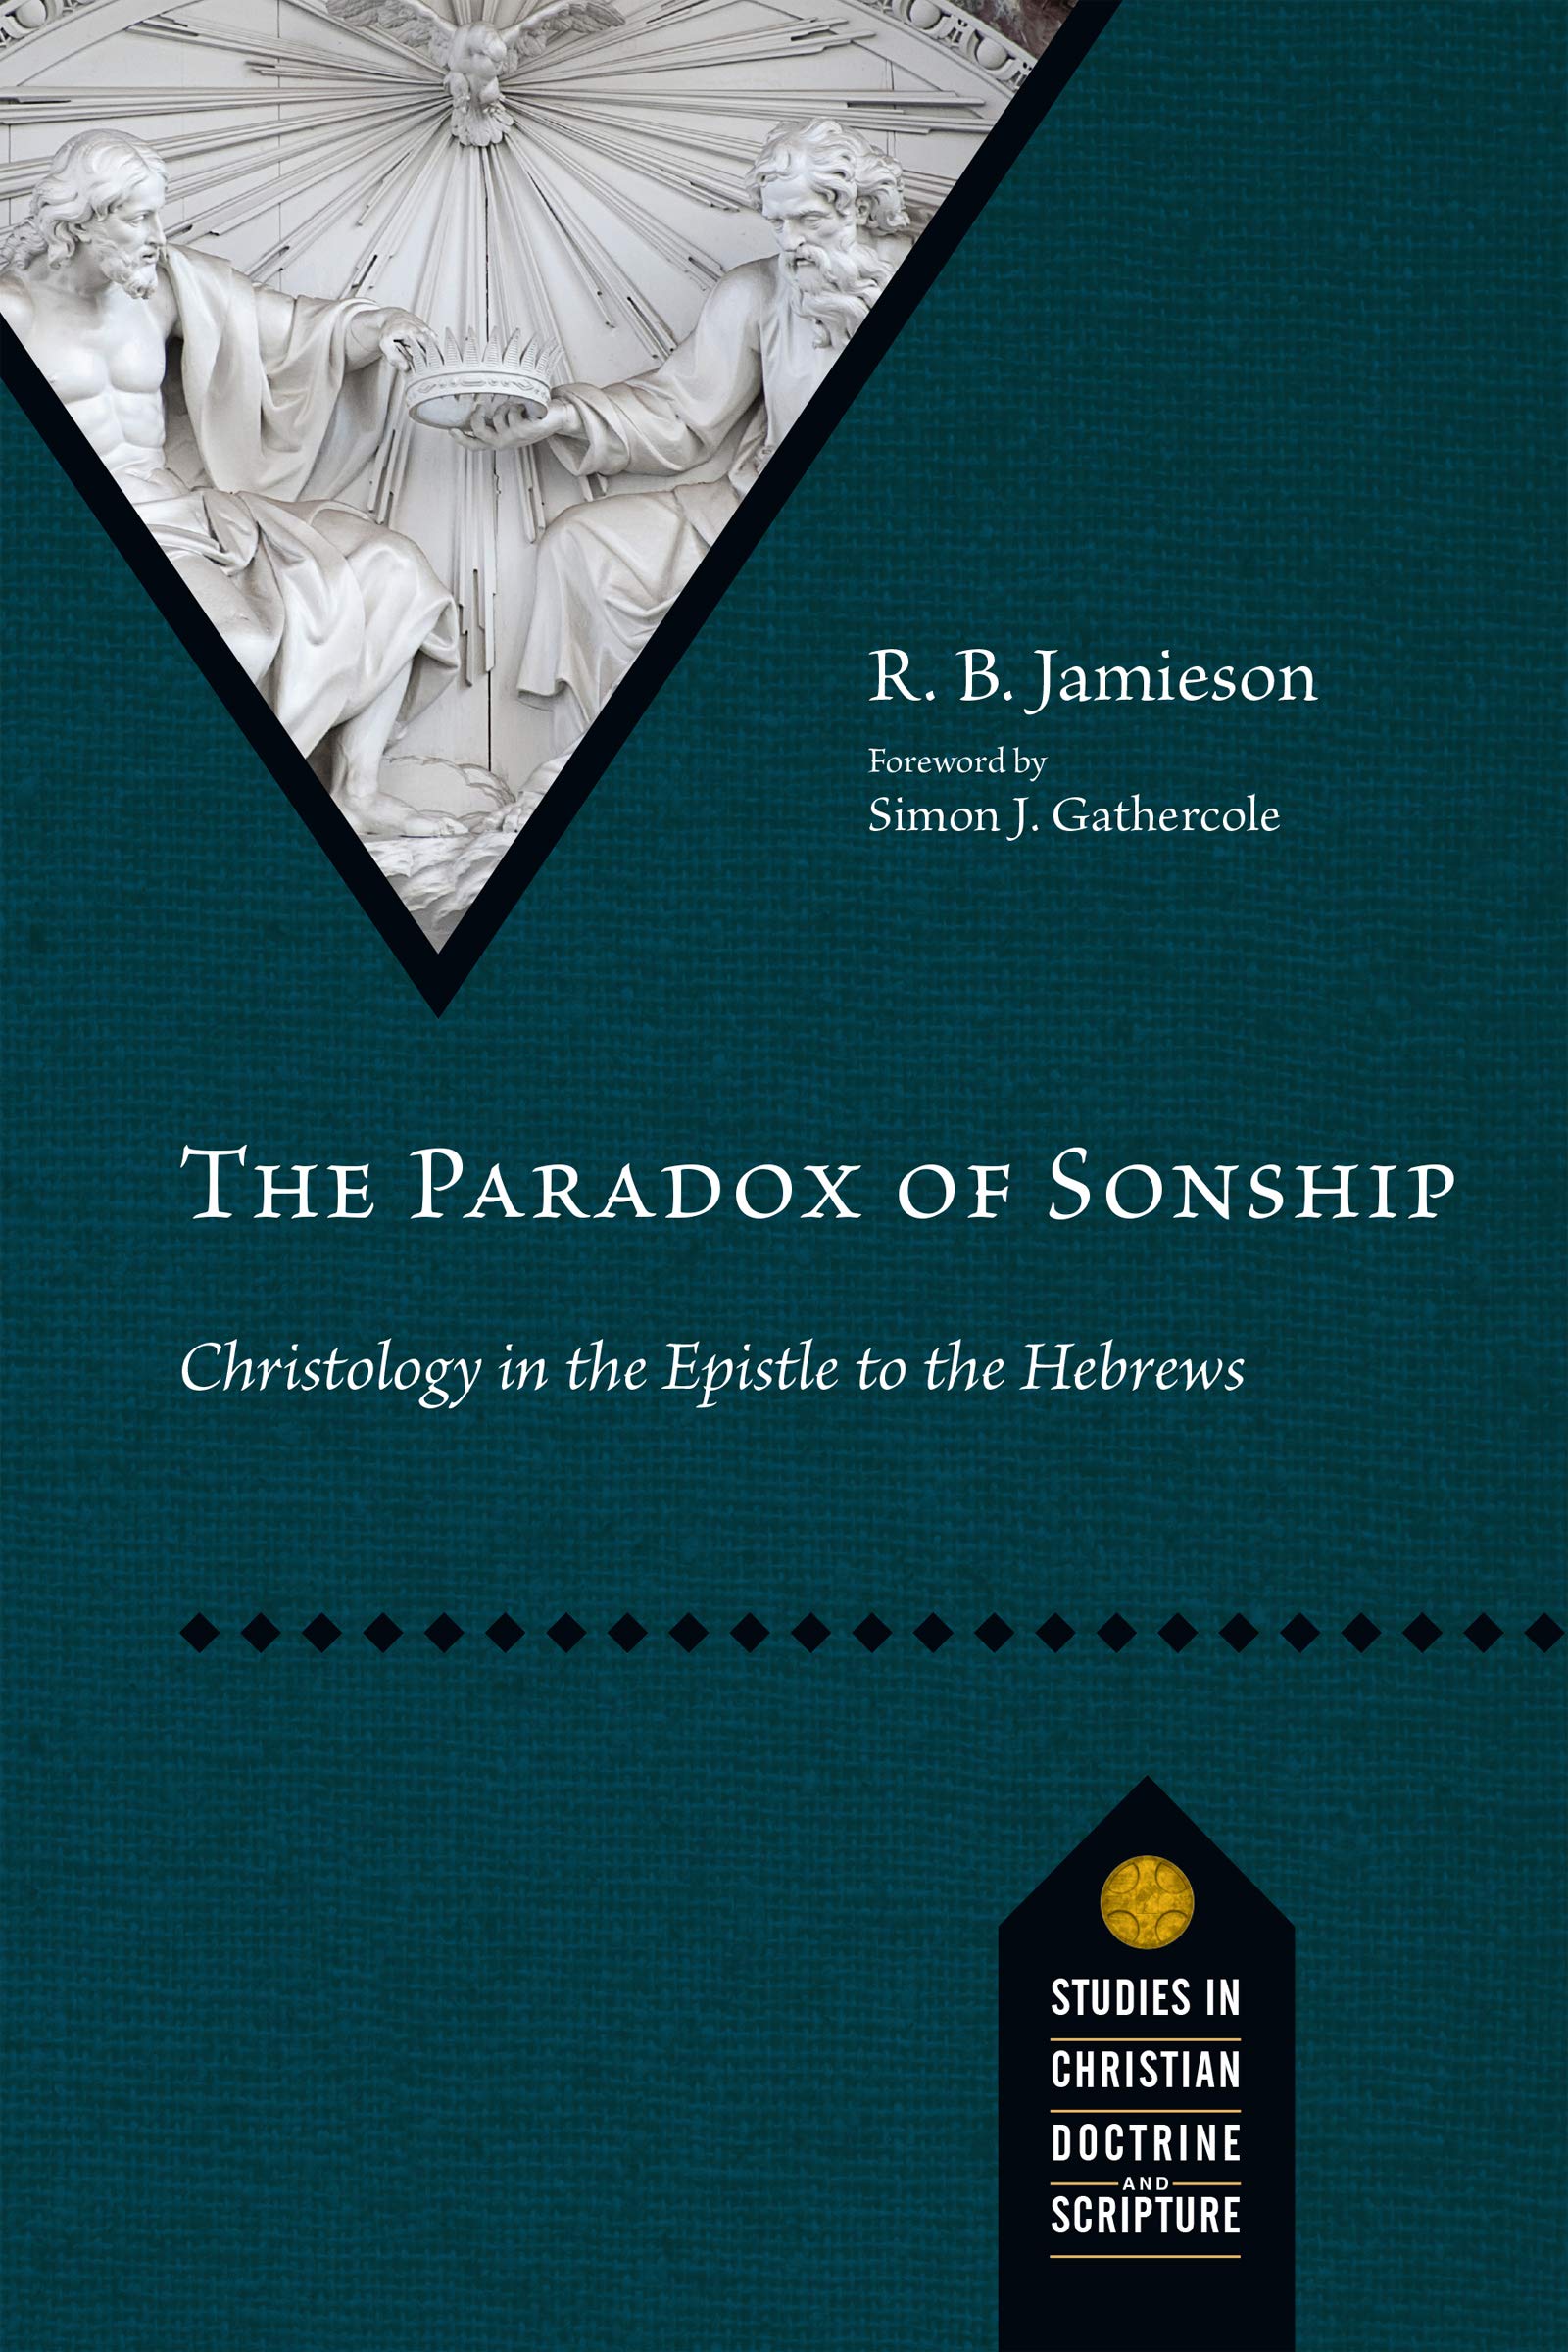 R. B. Jamieson
Foreword by
Simon J. Gathercole
The Paradox of Sonship
Christology in the Epistle to the Hebrews
STUDIES IN
CHRISTIAN
DOCTRINE
AND
SCRIPTURE